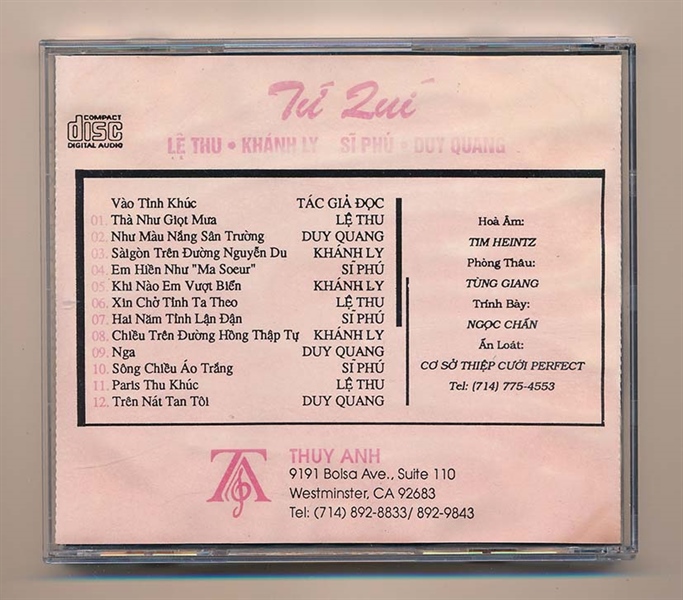 Tứ Quí
COMPACT
disc
DIGITAL AUDIO
LỆ THU • KHÁNH LY SĨ PHÚ • DUY QUANG
Vào Tình Khúc TÁC GIẢ ĐỌC
01. Thà Như Giọt Mưa LỆ THU
02. Như Màu Nắng Sân Trường DUY QUANG
03. Sàigòn Trên Đường Nguyễn Du KHÁNH LY
04. Em Hiền Như "Ma Soeur" SĨ PHÚ
05. Khi Nào Em Vượt Biển KHÁNH LY
06. Xin Chở Tình Ta Theo LỆ THU
07. Hai Năm Tình Lận Đận SĨ PHÚ
08. Chiều Trên Đường Hồng Thập Tự KHÁNH LY
09. Nga DUY QUANG
10. Sông Chiều Áo Trắng SĨ PHÚ
11. Paris Thu Khúc LỆ THU
12. Trên Nát Tan Tôi DUY QUANG
Hoà Âm:
TIM HEINTZ
Phòng Thâu:
TÙNG GIANG
Trình Bày:
NGỌC CHẤN
Ấn Loát:
CƠ SỞ THIỆP CƯỚI PERFECT
Tel: (714) 775-4553
TA
THUY ANH
9191 Bolsa Ave., Suite 110
Westminster, CA 92683
Tel: (714) 892-8833/ 892-9843